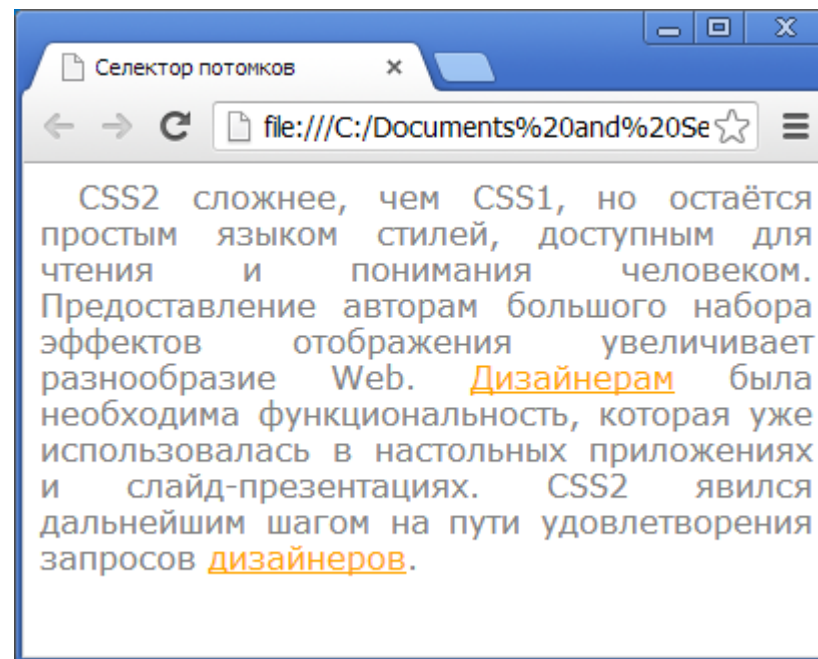 Селектор потомков
file:///C:/Documents%20and%20Se
CSS2 сложнее, чем CSS1, но остаётся
простым языком стилей, доступным для
чтения и понимания человеком.
Предоставление авторам большого набора
эффектов отображения увеличивает
разнообразие Web. Дизайнерам была
необходима функциональность, которая уже
использовалась в настольных приложениях
и слайд-презентациях. CSS2 явился
дальнейшим шагом на пути удовлетворения
запросов дизайнеров.